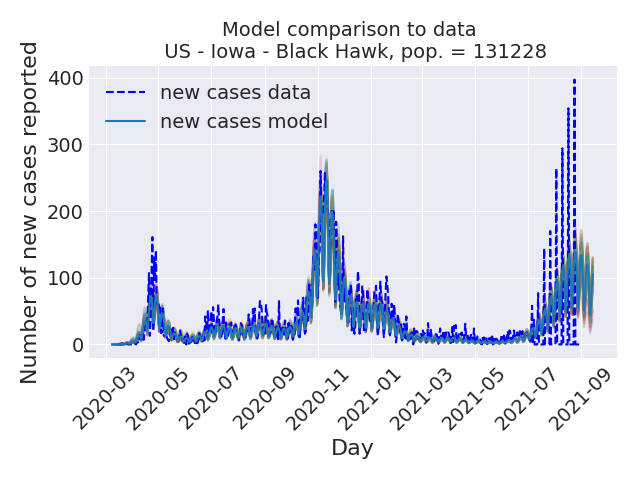 Model comparison to data
US - Iowa - Black Hawk, pop. = 131228
Number of new cases reported
400
300
200
100
0
new cases data
new cases model
2020-03
2020-05
2020-07
2020-09
2020-11
2021-01
2021-03
2021-05
2021-07
2021-09
Day